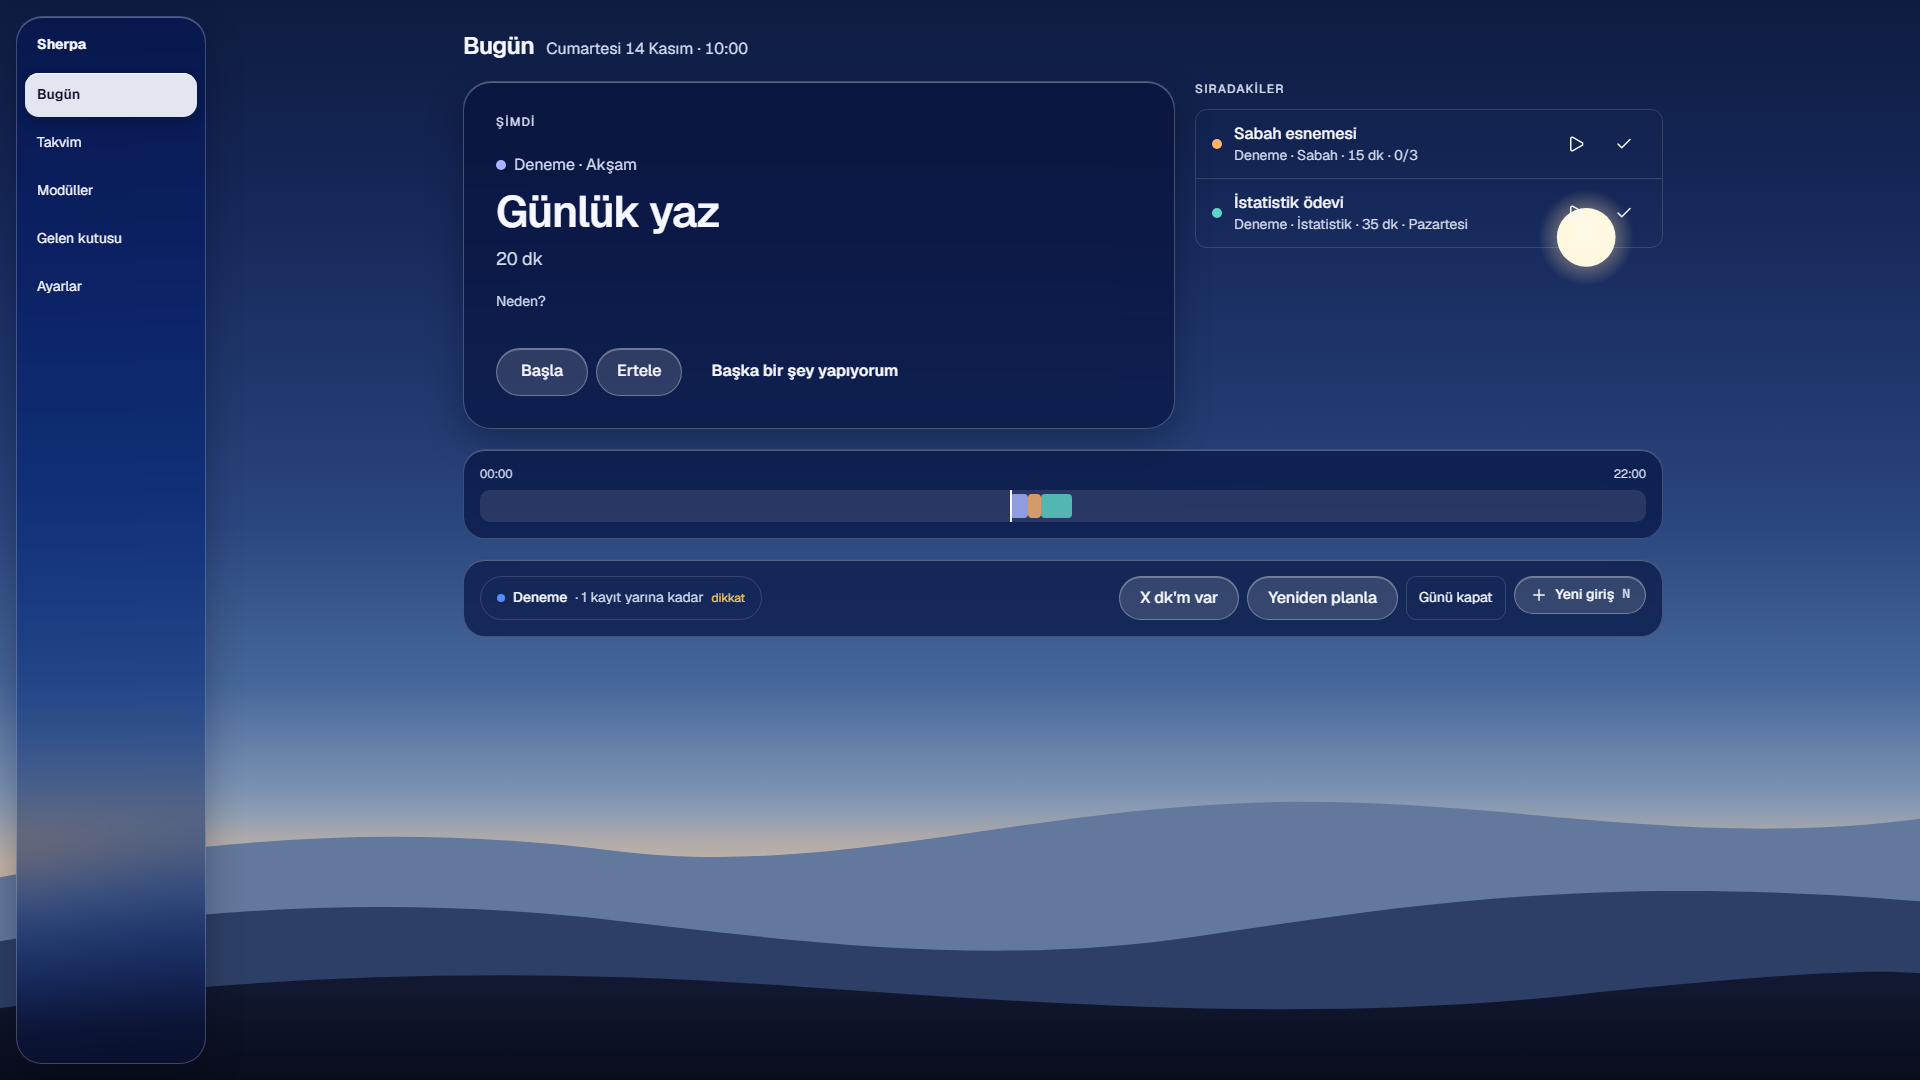 Sherpa
Bugün
Takvim
Modüller
Gelen kutusu
Ayarlar
Bugün Cumartesi 14 Kasım · 10:00
ŞİMDİ
Deneme · Akşam
Günlük yaz
20 dk
Neden?
Başla Ertele Başka bir şey yapıyorum
SIRADAKİLER
Sabah esnemesi
Deneme · Sabah · 15 dk · 0/3
İstatistik ödevi
Deneme · İstatistik · 35 dk · Pazartesi
00:00 22:00
Deneme · 1 kayıt yarına kadar dikkat X dk'm var Yeniden planla Günü kapat Yeni giriş N